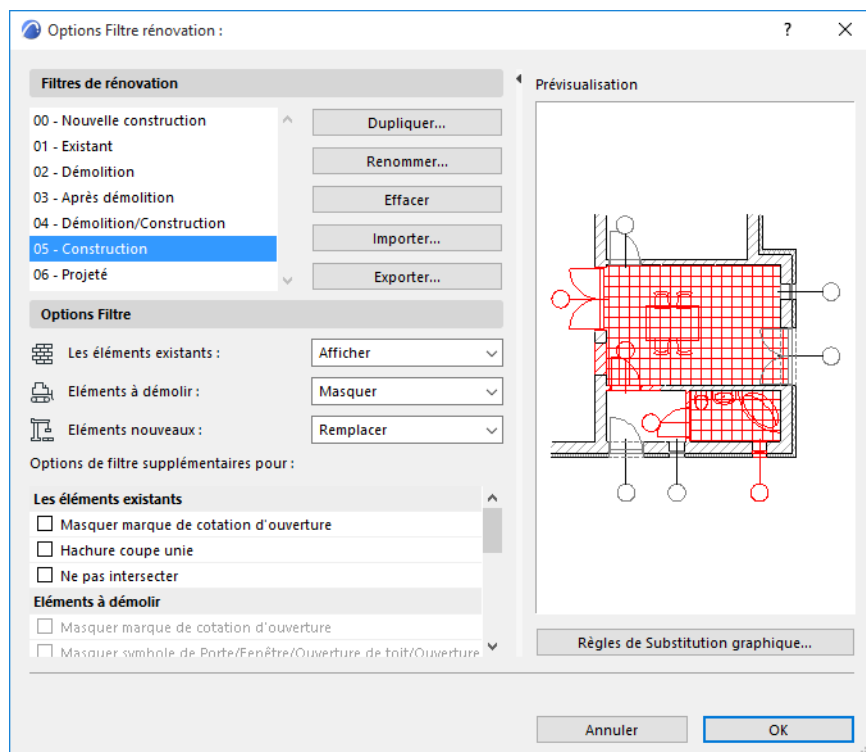 Options Filtre rénovation :
?
Filtres de rénovation
00 - Nouvelle construction
01 - Existant
02 - Démolition
03 - Après démolition
04 - Démolition/Construction
05 - Construction
06 - Projeté
Dupliquer...
Renommer...
Effacer
Importer...
Exporter...
Options Filtre
Les éléments existants :
Afficher
Eléments à démolir :
Masquer
Eléments nouveaux :
Remplacer
Options de filtre supplémentaires pour :
Les éléments existants
Masquer marque de cotation d'ouverture
Hachure coupe unie
Ne pas intersecter
Eléments à démolir
Masquer marque de cotation d'ouverture
Masquer symbole de Porte/Fenêtre/Ouverture de toit/Ouverture
Prévisualisation
Règles de Substitution graphique...
Annuler
OK